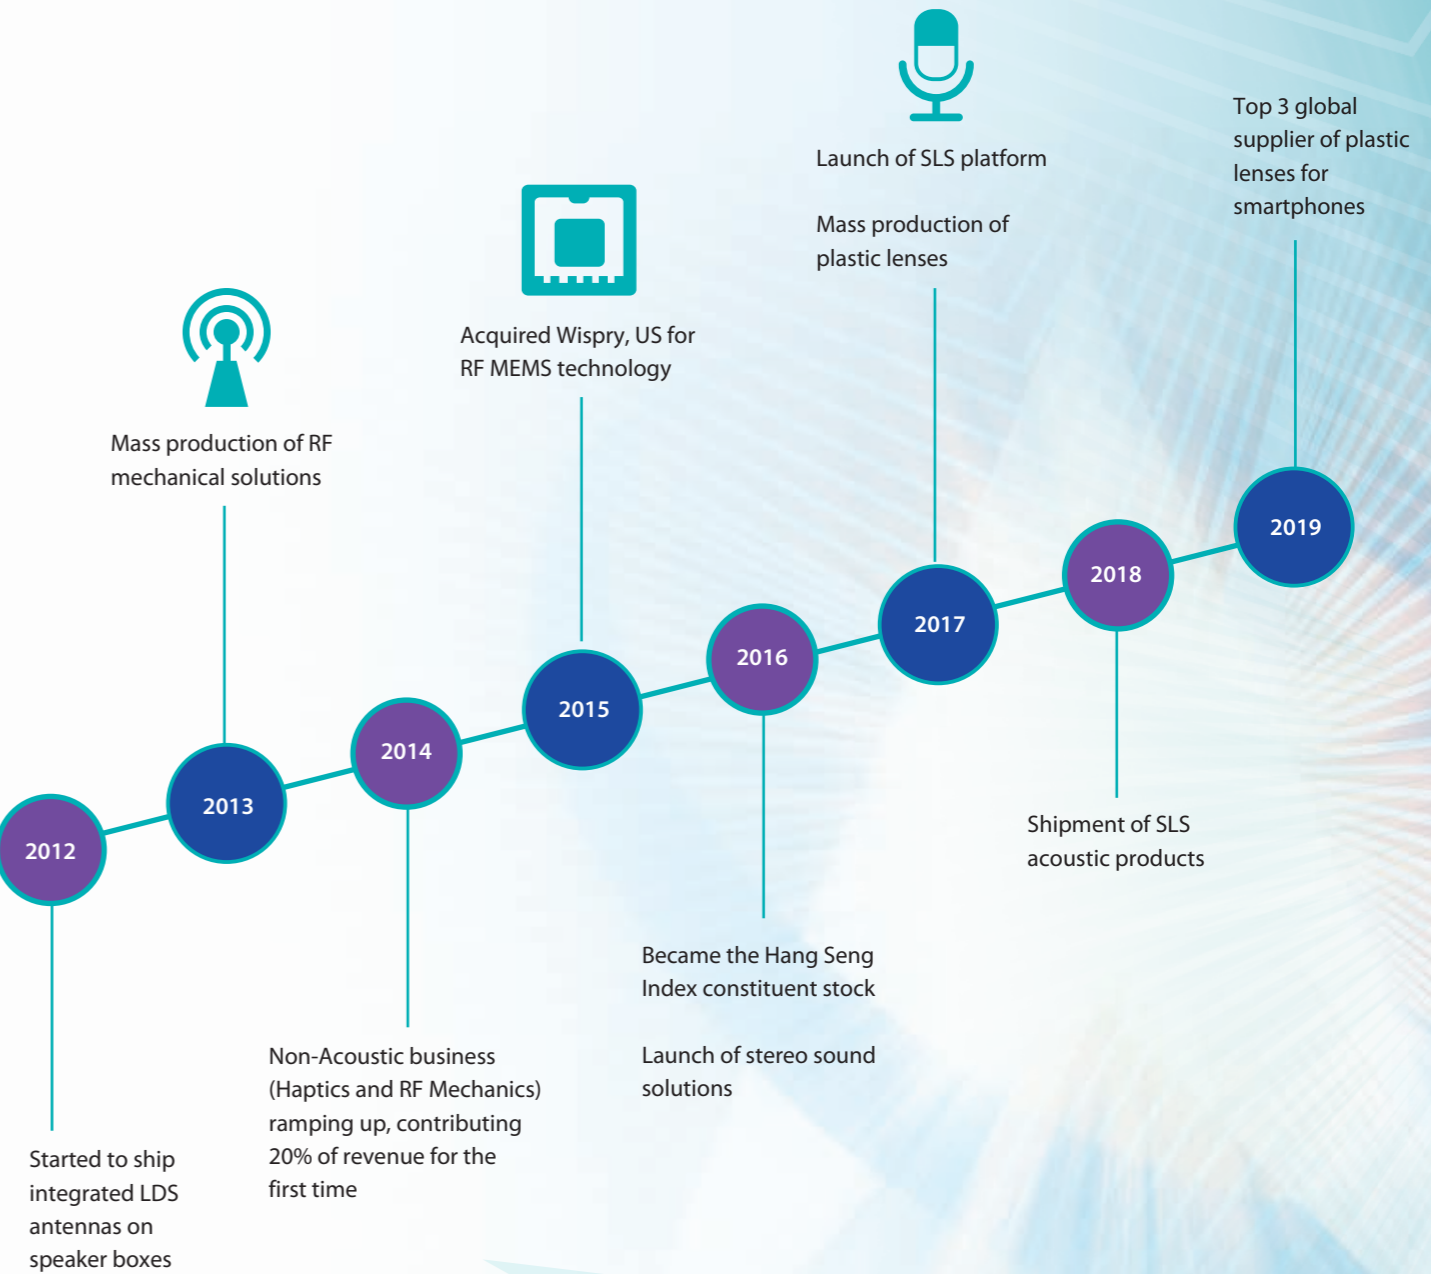 2012
Started to ship
integrated LDS
antennas on
speaker boxes
Mass production of RF
mechanical solutions
2013
2014
Non-Acoustic business
(Haptics and RF Mechanics)
ramping up, contributing
20% of revenue for the
first time
Acquired Wispry, US for
RF MEMS technology
2015
2016
Became the Hang Seng
Index constituent stock
Launch of stereo sound
solutions
Launch of SLS platform
Mass production of
plastic lenses
2017
2018
Shipment of SLS
acoustic products
Top 3 global
supplier of plastic
lenses for
smartphones
2019